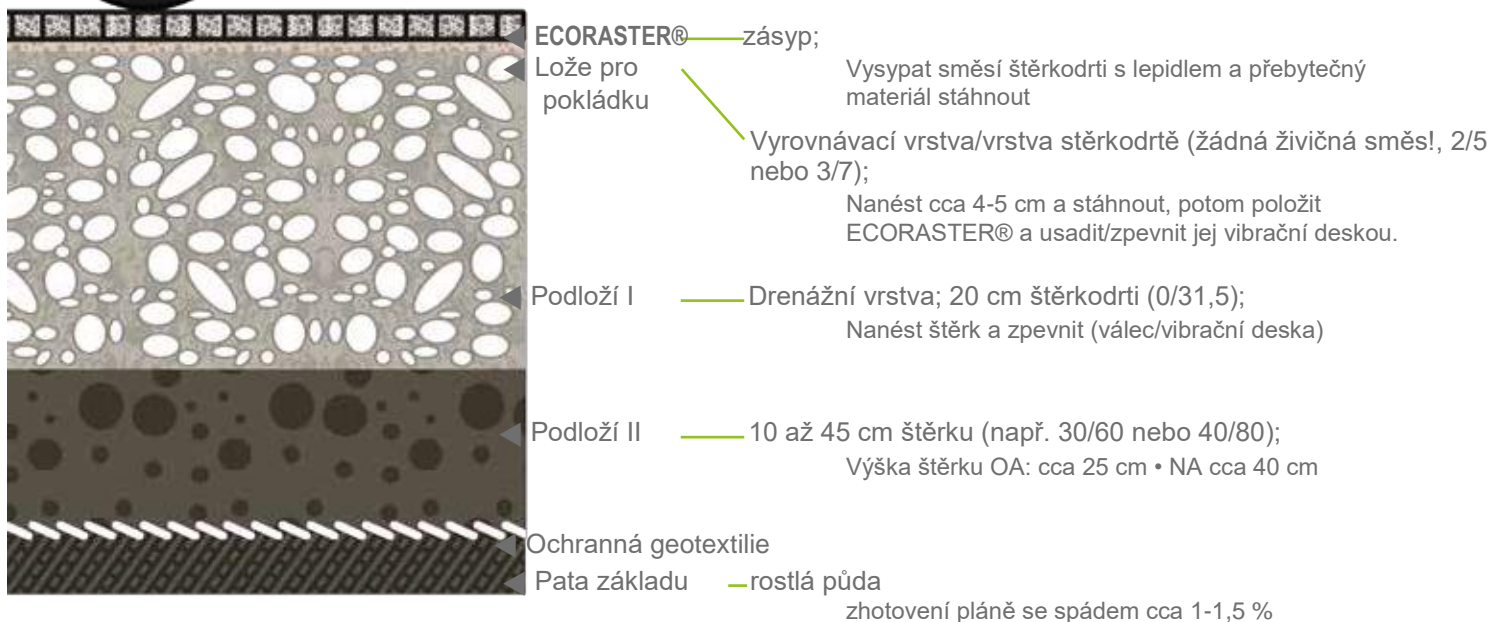 ECORASTER® zásyp;
Vysypat směsí štěrkodrti s lepidlem a přebytečný
materiál stáhnout
Lože pro
pokládku
Vyrovnávací vrstva/vrstva stěrkodrtě (žádná živičná směs!, 2/5
nebo 3/7);
Nanést cca 4-5 cm a stáhnout, potom položit
ECORASTER® a usadit/zpevnit jej vibrační deskou.
Podloží I Drenážní vrstva; 20 cm štěrkodrti (0/31,5);
Nanést štěrk a zpevnit (válec/vibrační deska)
Podloží II 10 až 45 cm štěrku (např. 30/60 nebo 40/80);
Výška štěrku OA: cca 25 cm • NA cca 40 cm
Ochranná geotextilie
Pata základu rostlá půda
zhotovení pláně se spádem cca 1-1,5 %